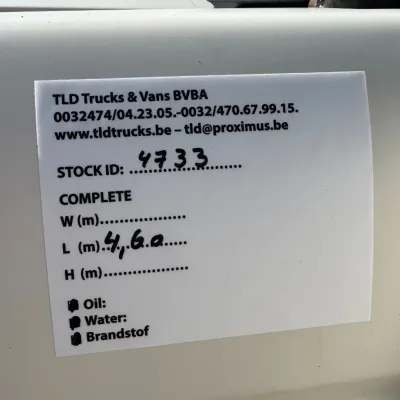 TLD Trucks & Vans BVBA
0032474/04.23.05.-0032/470.67.99.15.
www.tldtrucks.be – tld@proximus.be
STOCK ID: 4733
COMPLETE
W (m)..................
L (m) 4,60
H (m)..................
Oil:
Water:
Brandstof